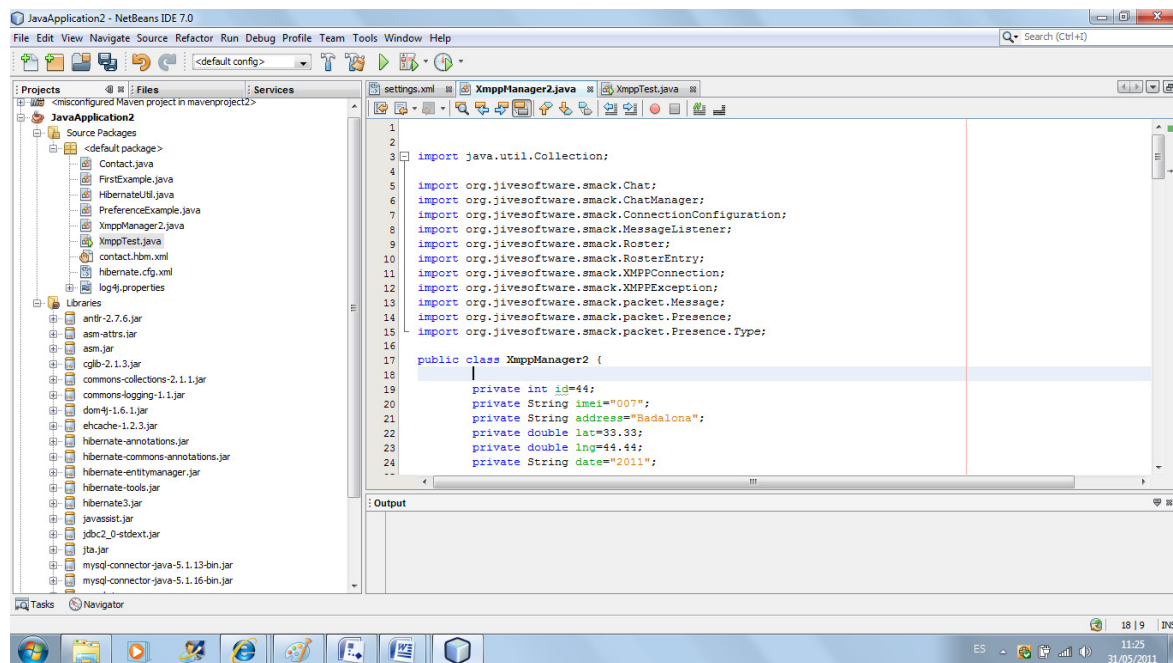 JavaApplication2 - NetBeans IDE 7.0
File Edit View Navigate Source Refactor Run Debug Profile Team Tools Window Help
Search (Ctrl+I)
<default config>
Projects Files Services
settings.xml XmppManager2.java XmppTest.java
<misconfigured Maven project in mavenproject2>
JavaApplication2
Source Packages
<default package>
Contact.java
FirstExample.java
HibernateUtil.java
PreferenceExample.java
XmppManager2.java
XmppTest.java
contact.hbm.xml
hibernate.cfg.xml
log4j.properties
Libraries
antlr-2.7.6.jar
asm-attrs.jar
asm.jar
cglib-2.1.3.jar
commons-collections-2.1.1.jar
commons-logging-1.1.jar
dom4j-1.6.1.jar
ehcache-1.2.3.jar
hibernate-annotations.jar
hibernate-commons-annotations.jar
hibernate-entitymanager.jar
hibernate-tools.jar
hibernate3.jar
javassist.jar
jdbc2_0-stdext.jar
jta.jar
mysql-connector-java-5.1.13-bin.jar
mysql-connector-java-5.1.16-bin.jar
1
2
3 import java.util.Collection;
4
5 import org.jivesoftware.smack.Chat;
6 import org.jivesoftware.smack.ChatManager;
7 import org.jivesoftware.smack.ConnectionConfiguration;
8 import org.jivesoftware.smack.MessageListener;
9 import org.jivesoftware.smack.Roster;
10 import org.jivesoftware.smack.RosterEntry;
11 import org.jivesoftware.smack.XMPPConnection;
12 import org.jivesoftware.smack.XMPPException;
13 import org.jivesoftware.smack.packet.Message;
14 import org.jivesoftware.smack.packet.Presence;
15 import org.jivesoftware.smack.packet.Presence.Type;
16
17 public class XmppManager2 {
18
19 private int id=44;
20 private String imei="007";
21 private String address="Badalona";
22 private double lat=33.33;
23 private double lng=44.44;
24 private String date="2011";
Output
Tasks Navigator
18 | 9 INS
ES
11:25
31/05/2011